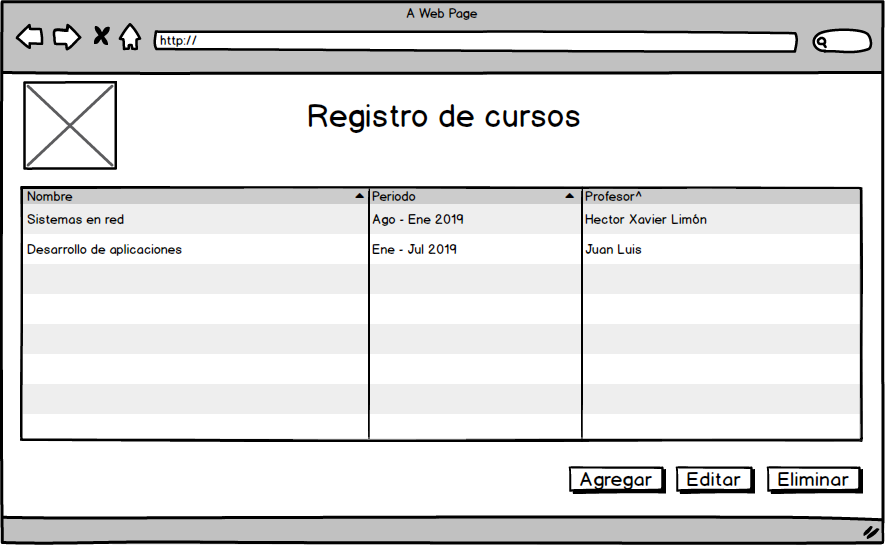 A Web Page
http://
Registro de cursos
Nombre Periodo Profesor^
Sistemas en red Ago - Ene 2019 Hector Xavier Limón
Desarrollo de aplicaciones Ene - Jul 2019 Juan Luis
Agregar Editar Eliminar